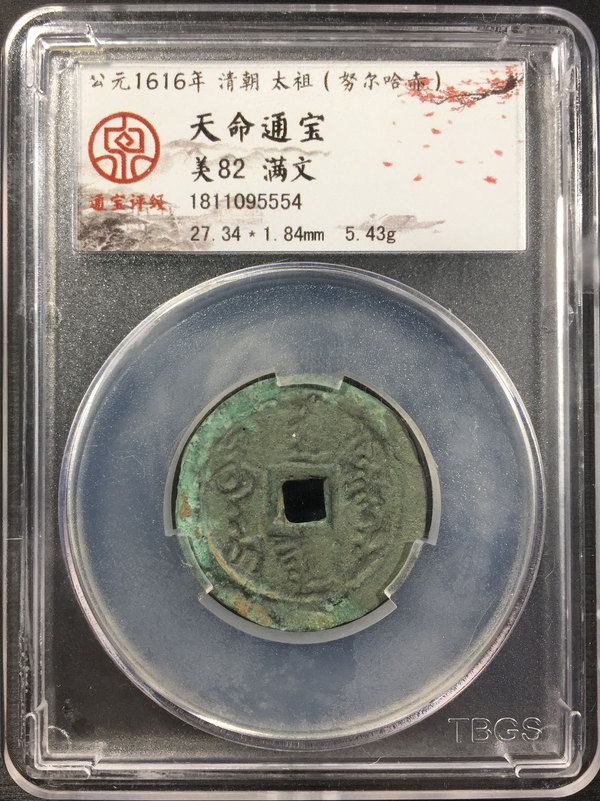 公元1616年 清朝 太祖（努尔哈赤）
天命通宝
美82 满文
通宝评级
1811095554
27.34 * 1.84mm 5.43g
TBGS